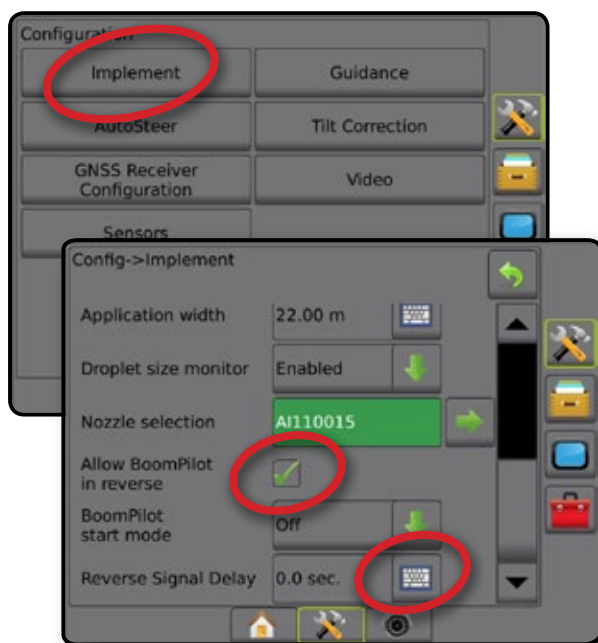 Configuration
Implement
Guidance
AutoSteer
Tilt Correction
GNSS Receiver
Configuration
Video
Sensors
Config->Implement
Application width
22.00 m
Droplet size monitor
Enabled
Nozzle selection
AI110015
Allow BoomPilot
in reverse
BoomPilot
start mode
Off
Reverse Signal Delay
0.0 sec.